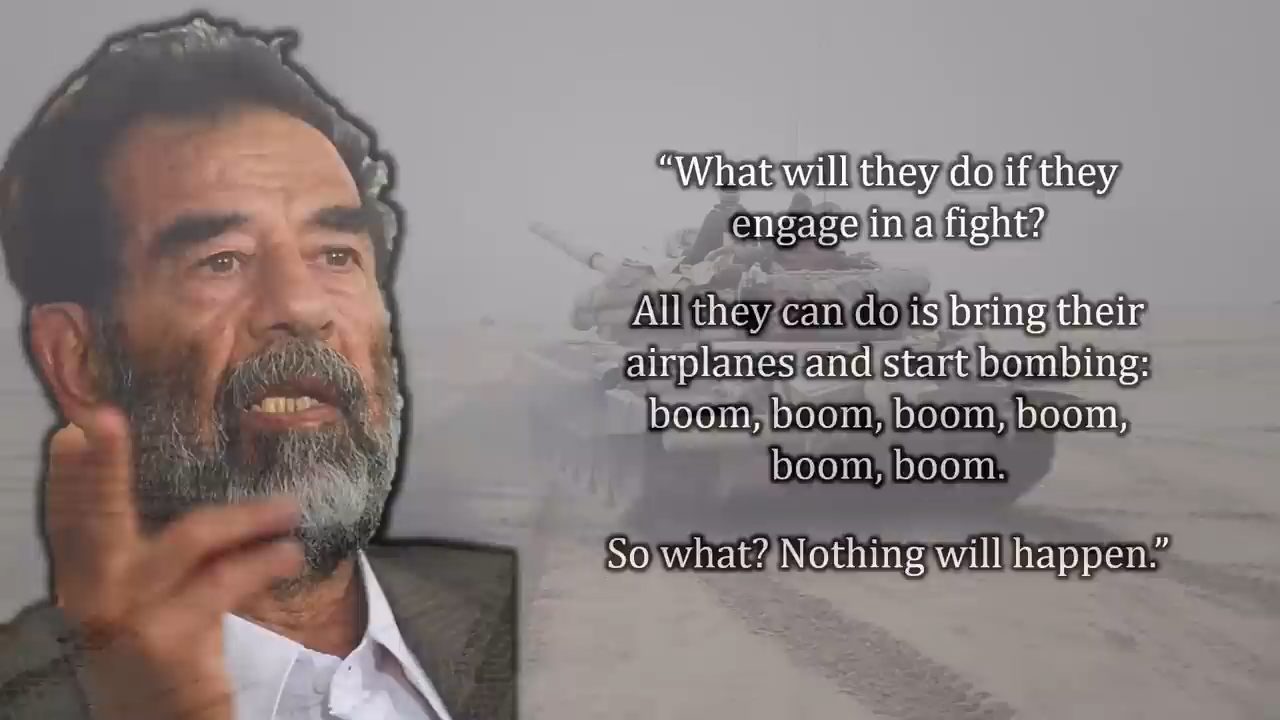 “What will they do if they
engage in a fight?
All they can do is bring their
airplanes and start bombing:
boom, boom, boom, boom,
boom, boom.
So what? Nothing will happen.”